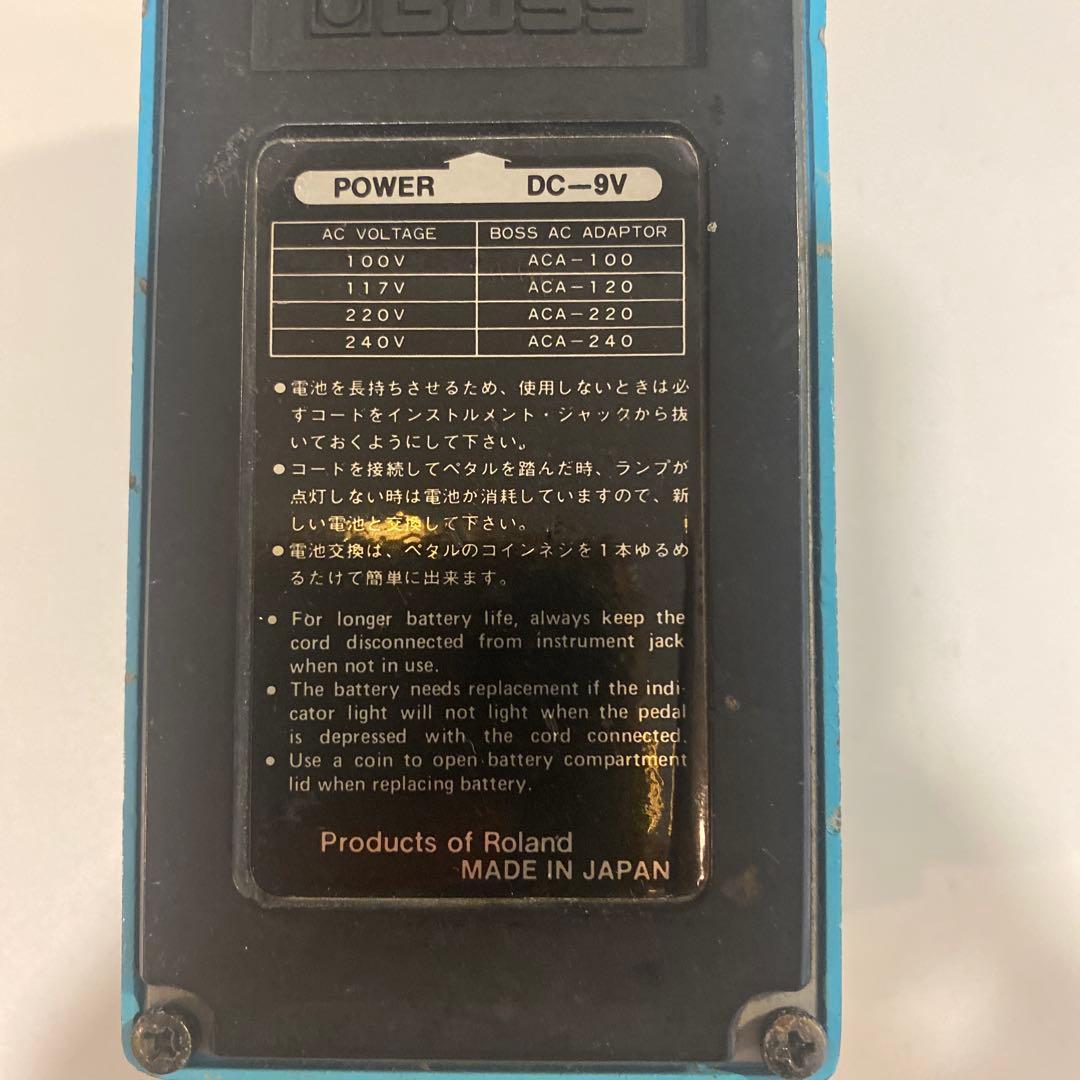 BOSS
POWER DC-9V
AC VOLTAGE BOSS AC ADAPTOR
100V ACA-100
117V ACA-120
220V ACA-220
240V ACA-240
●電池を長持ちさせるため、使用しないときは必
すコードをインストルメント・ジャックから抜
いておくようにして下さい。
●コードを接続してペタルを踏んだ時、ランプが
点灯しない時は電池か消耗していますので、新
しい電池と交換して下さい。
●電池交換は、ペタルのコインネシを1本ゆるめ
るたけて簡単に出来ます。
• For longer battery life, always keep the
cord disconnected from instrument jack
when not in use.
• The battery needs replacement if the indi-
cator light will not light when the pedal
is depressed with the cord connected.
• Use a coin to open battery compartment
lid when replacing battery.
Products of Roland
MADE IN JAPAN